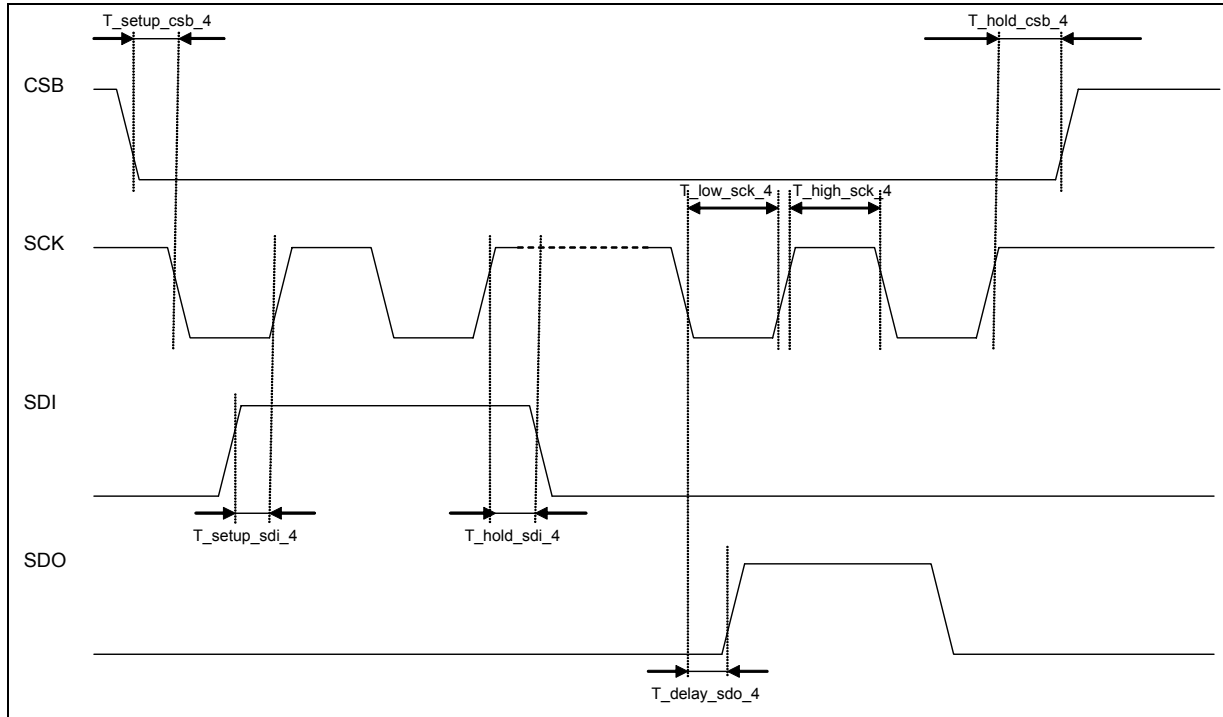 T_setup_csb_4
T_hold_csb_4
CSB
T_low_sck_4
T_high_sck_4
SCK
SDI
T_setup_sdi_4
T_hold_sdi_4
SDO
T_delay_sdo_4